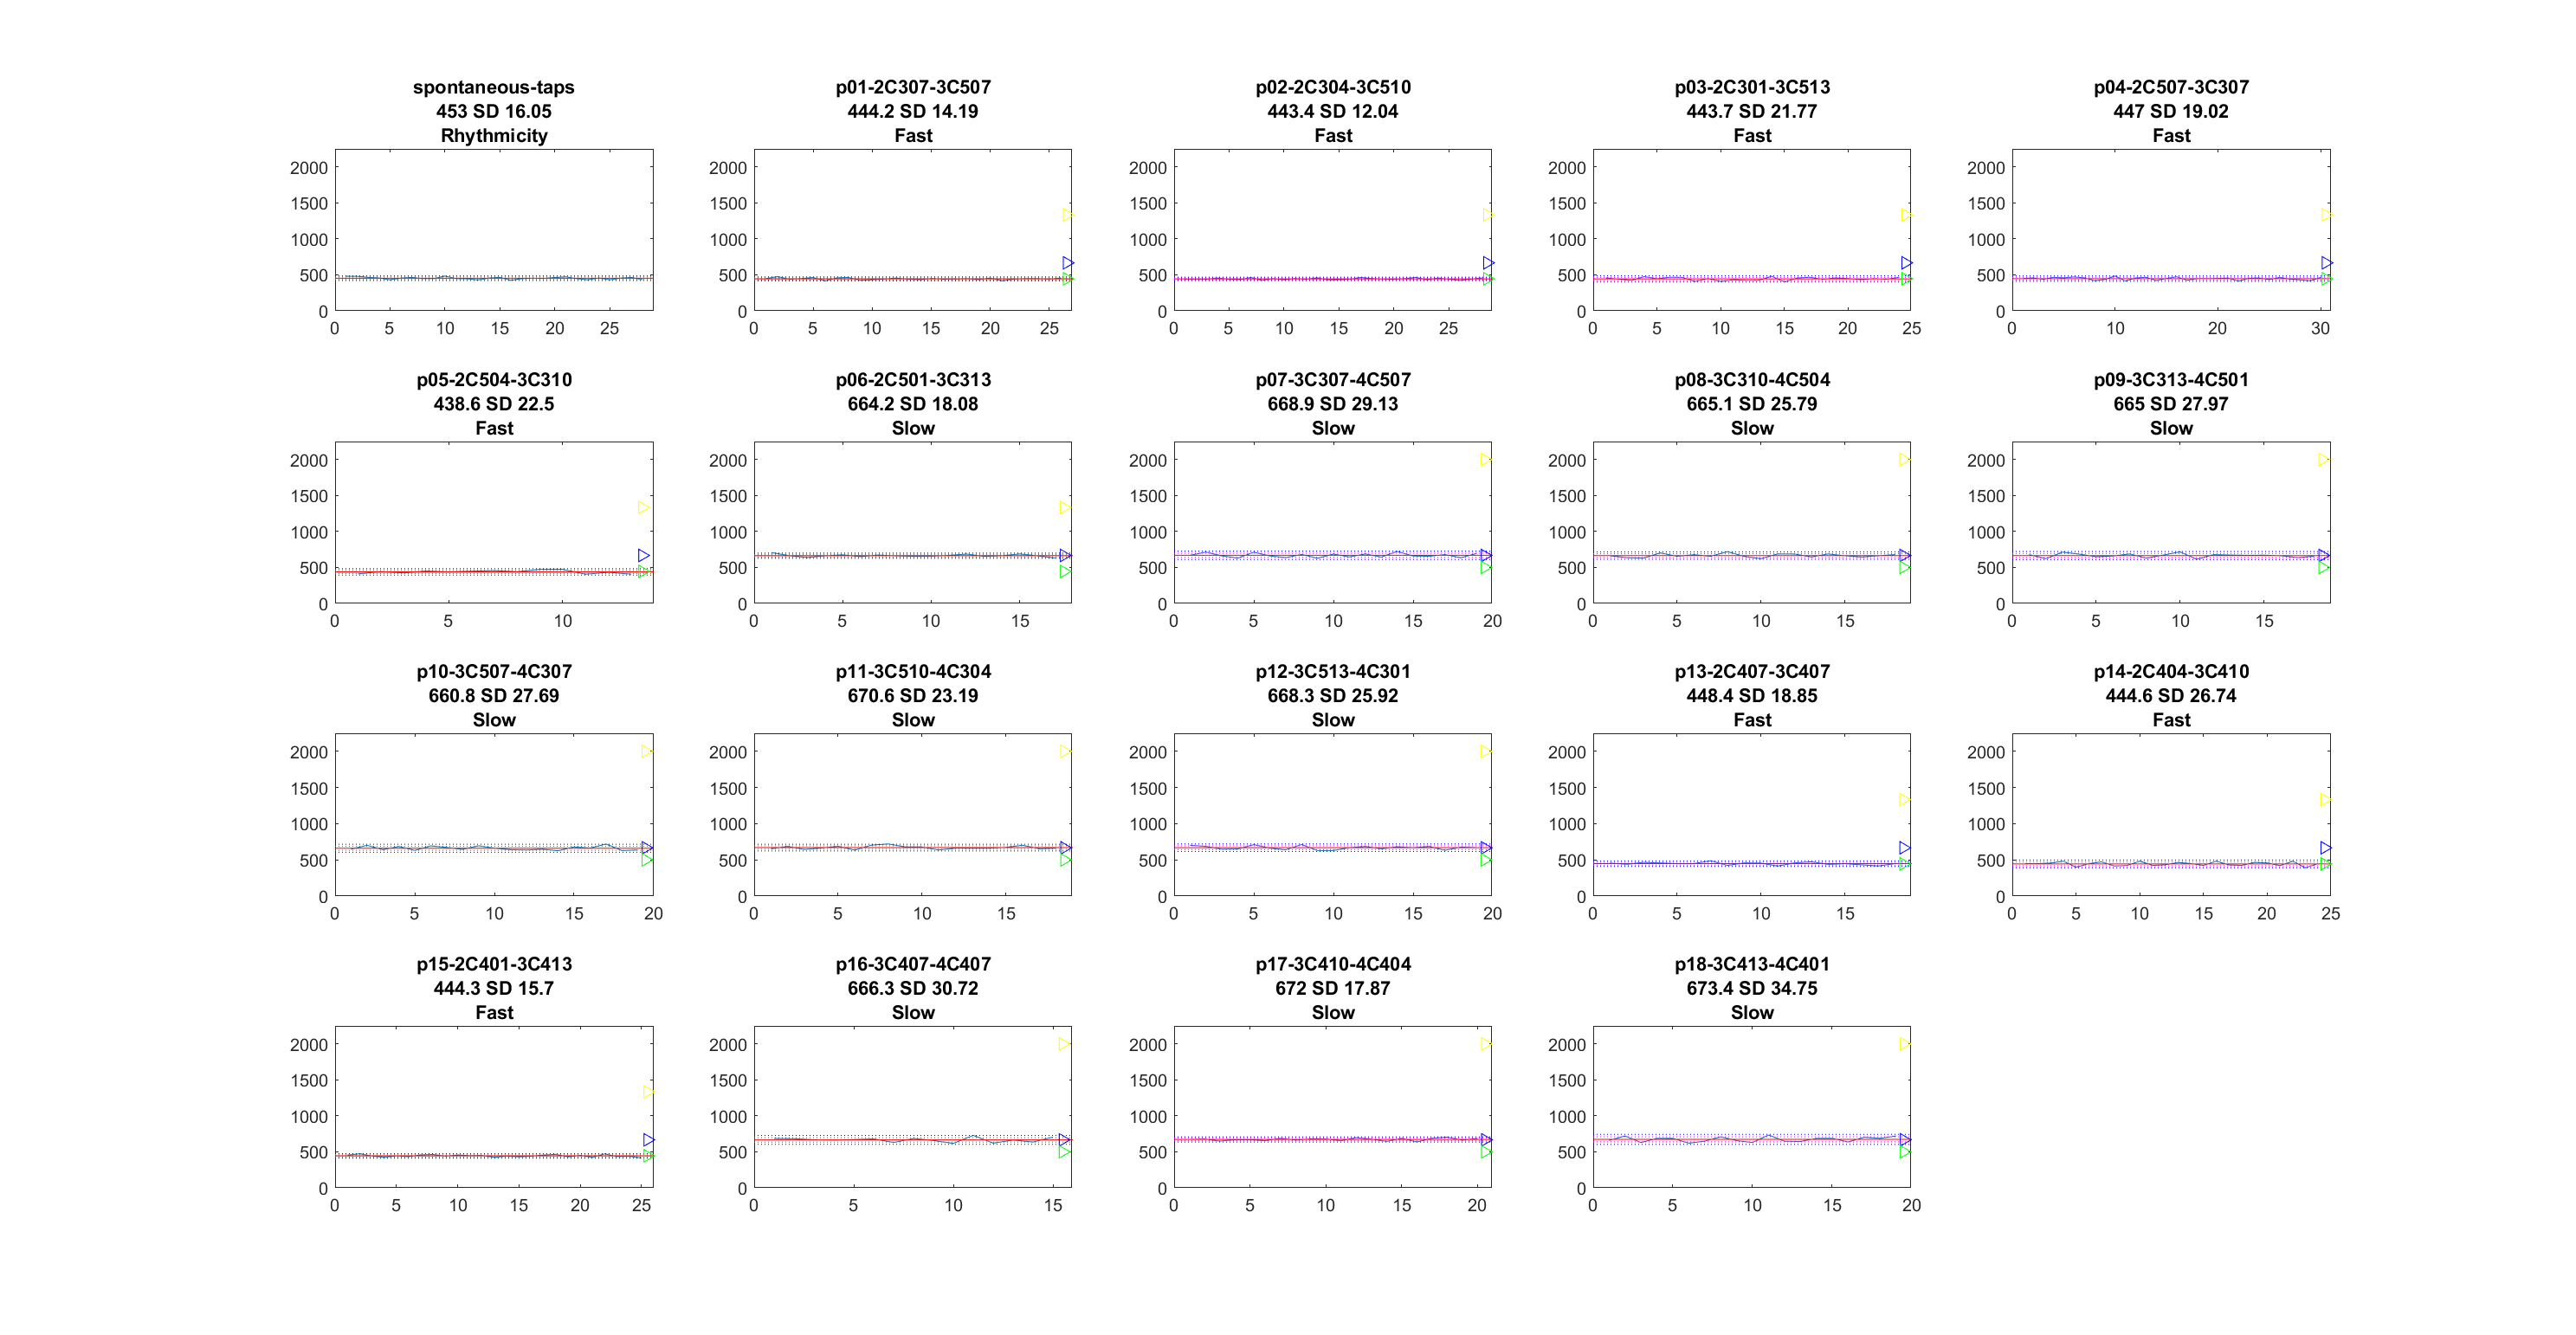 spontaneous-taps
453 SD 16.05
Rhythmicity
2000
1500
1000
500
0
0 5 10 15 20 25
p01-2C307-3C507
444.2 SD 14.19
Fast
2000
1500
1000
500
0
0 5 10 15 20 25
p02-2C304-3C510
443.4 SD 12.04
Fast
2000
1500
1000
500
0
0 5 10 15 20 25
p03-2C301-3C513
443.7 SD 21.77
Fast
2000
1500
1000
500
0
0 5 10 15 20 25
p04-2C507-3C307
447 SD 19.02
Fast
2000
1500
1000
500
0
0 10 20 30
p05-2C504-3C310
438.6 SD 22.5
Fast
2000
1500
1000
500
0
0 5 10
p06-2C501-3C313
664.2 SD 18.08
Slow
2000
1500
1000
500
0
0 5 10 15
p07-3C307-4C507
668.9 SD 29.13
Slow
2000
1500
1000
500
0
0 5 10 15 20
p08-3C310-4C504
665.1 SD 25.79
Slow
2000
1500
1000
500
0
0 5 10 15
p09-3C313-4C501
665 SD 27.97
Slow
2000
1500
1000
500
0
0 5 10 15
p10-3C507-4C307
660.8 SD 27.69
Slow
2000
1500
1000
500
0
0 5 10 15 20
p11-3C510-4C304
670.6 SD 23.19
Slow
2000
1500
1000
500
0
0 5 10 15
p12-3C513-4C301
668.3 SD 25.92
Slow
2000
1500
1000
500
0
0 5 10 15 20
p13-2C407-3C407
448.4 SD 18.85
Fast
2000
1500
1000
500
0
0 5 10 15
p14-2C404-3C410
444.6 SD 26.74
Fast
2000
1500
1000
500
0
0 5 10 15 20 25
p15-2C401-3C413
444.3 SD 15.7
Fast
2000
1500
1000
500
0
0 5 10 15 20 25
p16-3C407-4C407
666.3 SD 30.72
Slow
2000
1500
1000
500
0
0 5 10 15
p17-3C410-4C404
672 SD 17.87
Slow
2000
1500
1000
500
0
0 5 10 15 20
p18-3C413-4C401
673.4 SD 34.75
Slow
2000
1500
1000
500
0
0 5 10 15 20